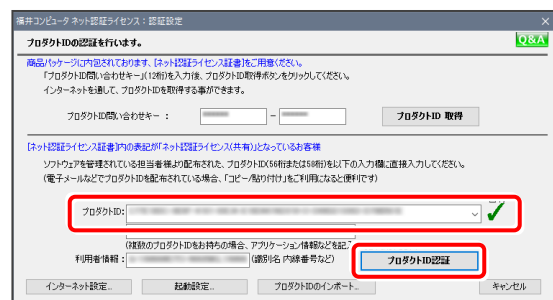 福井コンピュータ ネット認証ライセンス：認証設定
プロダクトIDの認証を行います。
Q&A
商品パッケージに内包されております、[ネット認証ライセンス証書]をご用意ください。
「プロダクトID問い合わせキー」(12桁)を入力後、プロダクトID取得ボタンをクリックしてください。
インターネットを通して、プロダクトIDを取得する事ができます。
プロダクトID問い合わせキー ： － プロダクトID 取得
[ネット認証ライセンス証書]内の表記が「ネット認証ライセンス(共有)」となっているお客様
ソフトウェアを管理されている担当者様より配布された、プロダクトID(56桁または58桁)を以下の入力欄に直接入力してください。
(電子メールなどでプロダクトIDを配布されている場合、「コピー/貼り付け」をご利用になると便利です)
プロダクトID:
(複数のプロダクトIDをお持ちの場合、アプリケーション情報などを記
利用者情報： (識別名 内線番号など) プロダクトID認証
インターネット設定... 起動設定... プロダクトIDのインポート... キャンセル